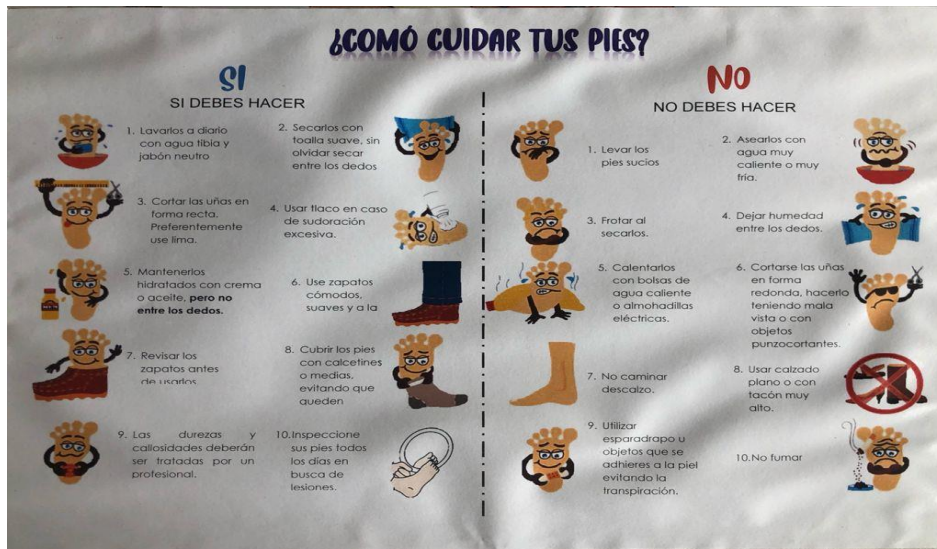 ¿COMÓ CUIDAR TUS PIES?
SI
SI DEBES HACER
1. Lavarlos a diario
con agua tibia y
jabón neutro
2. Secarlos con
toalla suave, sin
olvidar secar
entre los dedos
3. Cortar las uñas en
forma recta.
Preferentemente
use lima.
4. Usar tlaco en caso
de sudoración
excesiva.
5. Mantenerlos
hidratados con crema
o aceite, pero no
entre los dedos.
6. Use zapatos
cómodos,
suaves y a la
7. Revisar los
zapatos antes
de usarlos
8. Cubrir los pies
con calcetines
o medias,
evitando que
queden
9. Las durezas y
callosidades deberán
ser tratadas por un
profesional.
10.Inspeccione
sus pies todos
los días en
busca de
lesiones.
NO
NO DEBES HACER
1. Levar los
pies sucios
2. Asearlos con
agua muy
caliente o muy
fría.
3. Frotar al
secarlos.
4. Dejar humedad
entre los dedos.
5. Calentarlos
con bolsas de
agua caliente
o almohadillas
eléctricas.
6. Cortarse las uñas
en forma
redonda, hacerlo
teniendo mala
vista o con
objetos
punzocortantes.
7. No caminar
descalzo.
8. Usar calzado
plano o con
tacón muy
alto.
9. Utilizar
esparadrapo u
objetos que se
adhieres a la piel
evitando la
transpiración.
10.No fumar